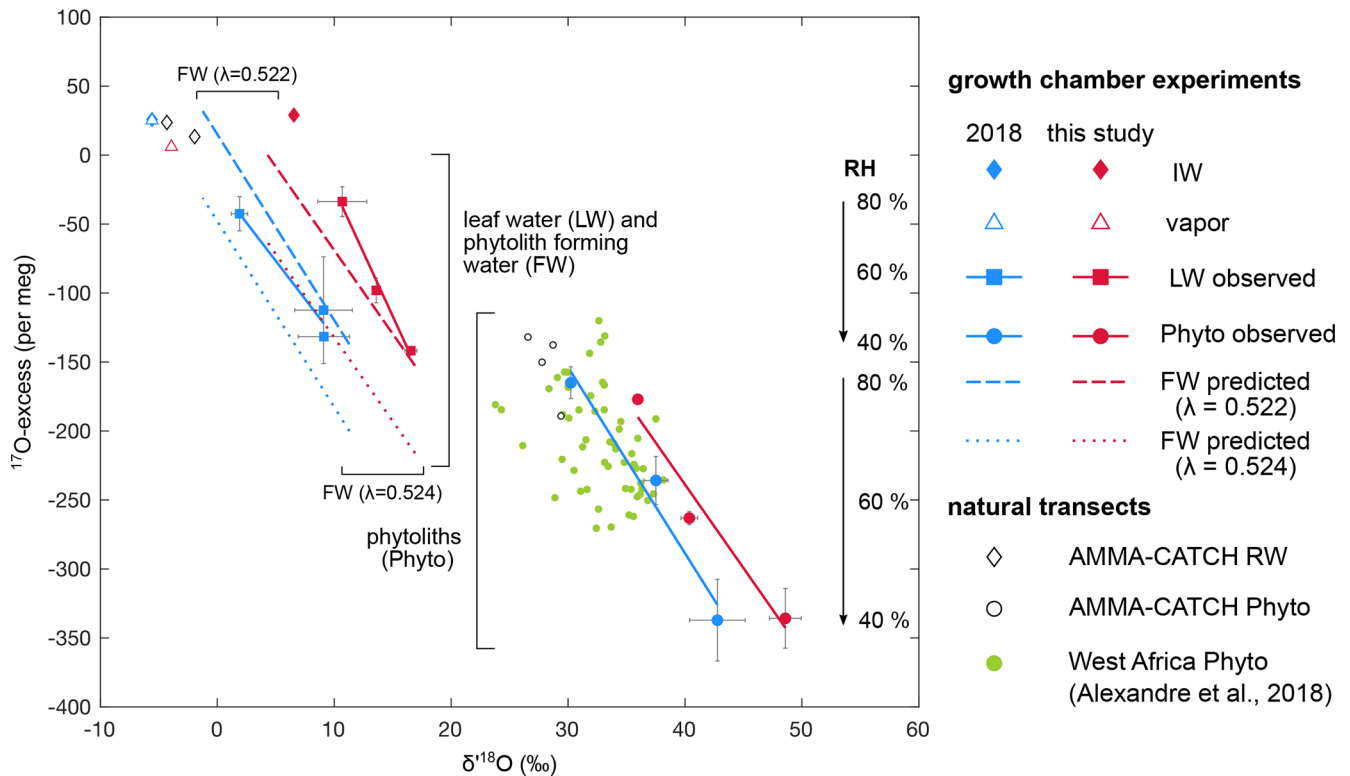 100
50
0
-50
-100
-150
-200
-250
-300
-350
-400
-10
0
10
20
30
40
50
60
¹⁷O-excess (per meg)
δ'¹⁸O (‰)
FW (λ=0.522)
leaf water (LW) and
phytolith forming
water (FW)
FW (λ=0.524)
phytoliths
(Phyto)
RH
80 %
60 %
40 %
80 %
60 %
40 %
growth chamber experiments
2018 this study
IW
vapor
LW observed
Phyto observed
FW predicted
(λ = 0.522)
FW predicted
(λ = 0.524)
natural transects
AMMA-CATCH RW
AMMA-CATCH Phyto
West Africa Phyto
(Alexandre et al., 2018)